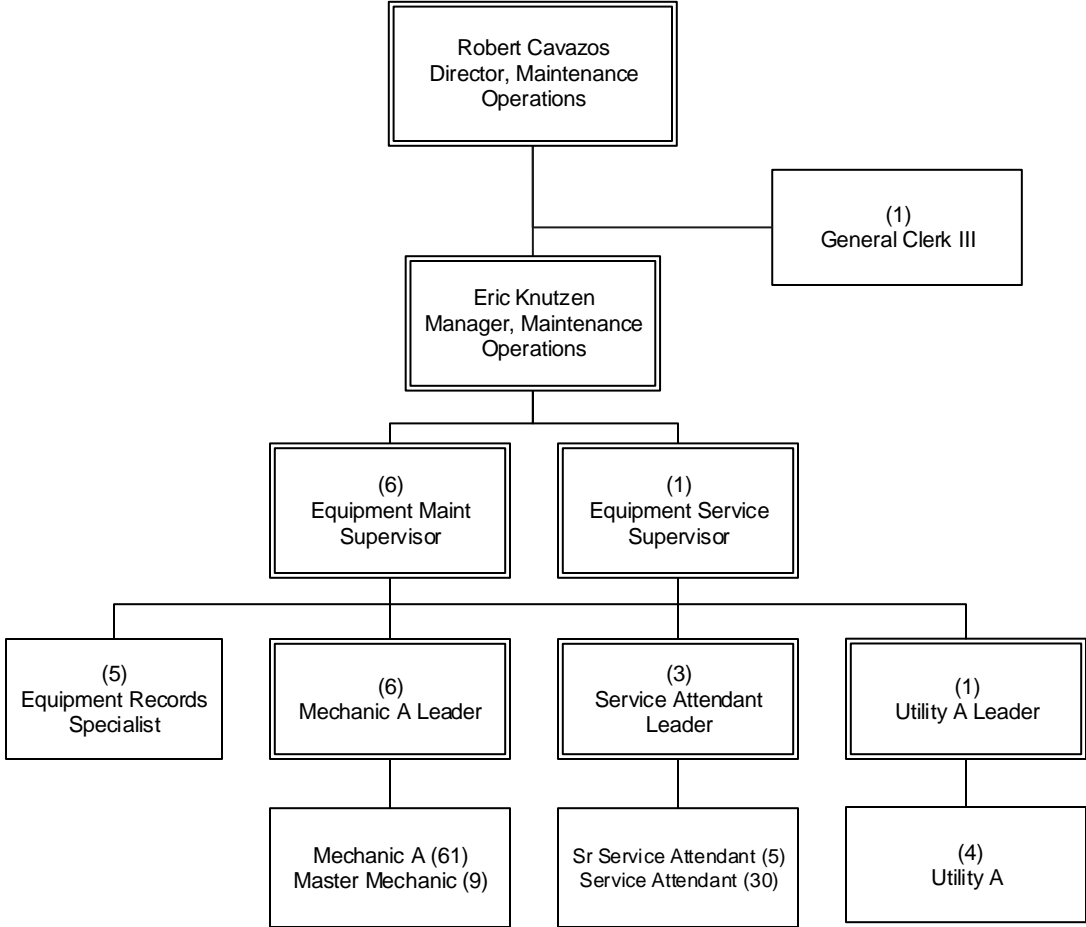 Robert Cavazos
Director, Maintenance
Operations
(1)
General Clerk III
Eric Knutzen
Manager, Maintenance
Operations
(6)
Equipment Maint
Supervisor
(1)
Equipment Service
Supervisor
(5)
Equipment Records
Specialist
(6)
Mechanic A Leader
(3)
Service Attendant
Leader
(1)
Utility A Leader
Mechanic A (61)
Master Mechanic (9)
Sr Service Attendant (5)
Service Attendant (30)
(4)
Utility A